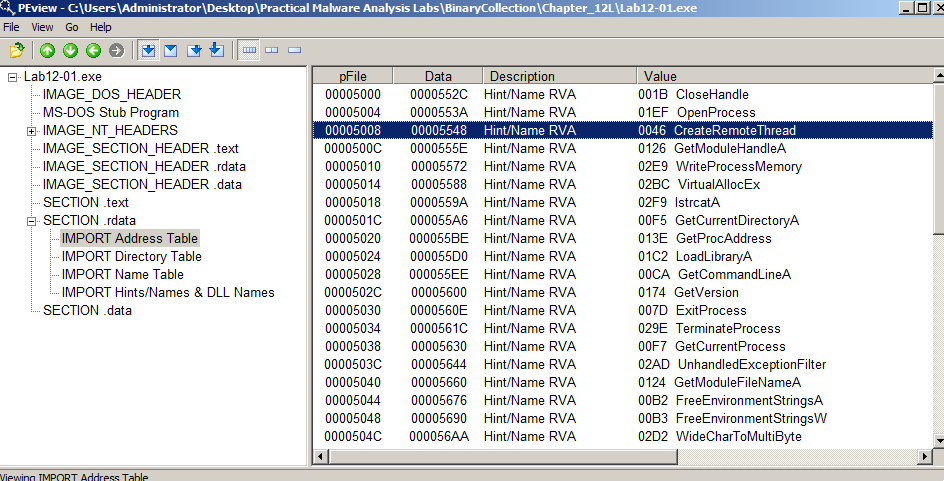 PEview - C:\Users\Administrator\Desktop\Practical Malware Analysis Labs\BinaryCollection\Chapter_12L\Lab12-01.exe
File View Go Help
Lab12-01.exe
IMAGE_DOS_HEADER
MS-DOS Stub Program
IMAGE_NT_HEADERS
IMAGE_SECTION_HEADER .text
IMAGE_SECTION_HEADER .rdata
IMAGE_SECTION_HEADER .data
SECTION .text
SECTION .rdata
IMPORT Address Table
IMPORT Directory Table
IMPORT Name Table
IMPORT Hints/Names & DLL Names
SECTION .data
pFile Data Description Value
00005000 0000552C Hint/Name RVA 001B CloseHandle
00005004 0000553A Hint/Name RVA 01EF OpenProcess
00005008 00005548 Hint/Name RVA 0046 CreateRemoteThread
0000500C 0000555E Hint/Name RVA 0126 GetModuleHandleA
00005010 00005572 Hint/Name RVA 02E9 WriteProcessMemory
00005014 00005588 Hint/Name RVA 02BC VirtualAllocEx
00005018 0000559A Hint/Name RVA 02F9 lstrcatA
0000501C 000055A6 Hint/Name RVA 00F5 GetCurrentDirectoryA
00005020 000055BE Hint/Name RVA 013E GetProcAddress
00005024 000055D0 Hint/Name RVA 01C2 LoadLibraryA
00005028 000055EE Hint/Name RVA 00CA GetCommandLineA
0000502C 00005600 Hint/Name RVA 0174 GetVersion
00005030 0000560E Hint/Name RVA 007D ExitProcess
00005034 0000561C Hint/Name RVA 029E TerminateProcess
00005038 00005630 Hint/Name RVA 00F7 GetCurrentProcess
0000503C 00005644 Hint/Name RVA 02AD UnhandledExceptionFilter
00005040 00005660 Hint/Name RVA 0124 GetModuleFileNameA
00005044 00005676 Hint/Name RVA 00B2 FreeEnvironmentStringsA
00005048 00005690 Hint/Name RVA 00B3 FreeEnvironmentStringsW
0000504C 000056AA Hint/Name RVA 02D2 WideCharToMultiByte
Viewing IMPORT Address Table